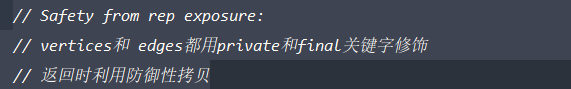 // Safety from rep exposure:
// vertices和 edges都用private和final关键字修饰
// 返回时利用防御性拷贝